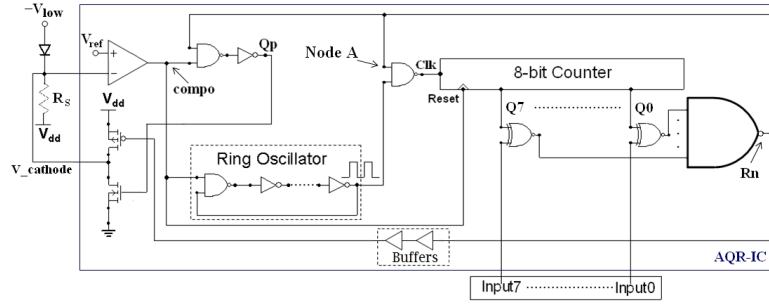 −Vlow
Vref
+
−
Qp
Node A
Clk
8-bit Counter
compo
Reset
RS
Vdd
Vdd
Q7
Q0
Ring Oscillator
Rn
V_cathode
Buffers
AQR-IC
Input7
Input0